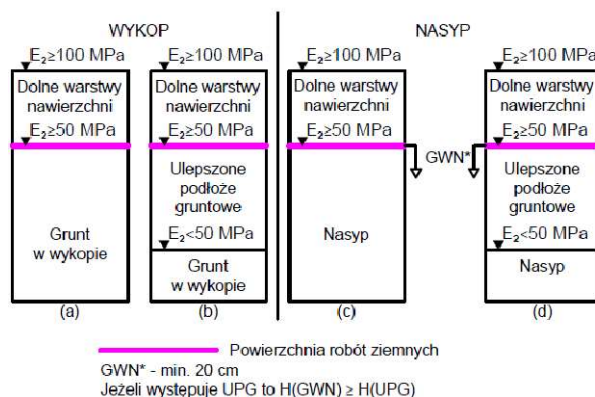 WYKOP
NASYP
E₂≥100 MPa
E₂≥100 MPa
E₂≥100 MPa
E₂≥100 MPa
Dolne warstwy
nawierzchni
Dolne warstwy
nawierzchni
Dolne warstwy
nawierzchni
Dolne warstwy
nawierzchni
E₂≥50 MPa
E₂≥50 MPa
E₂≥50 MPa
E₂≥50 MPa
GWN*
Grunt
w wykopie
Ulepszone
podłoże
gruntowe
Nasyp
Ulepszone
podłoże
gruntowe
E₂<50 MPa
E₂<50 MPa
Grunt
w wykopie
Nasyp
(a)
(b)
(c)
(d)
Powierzchnia robót ziemnych
GWN* - min. 20 cm
Jeżeli występuje UPG to H(GWN) ≥ H(UPG)